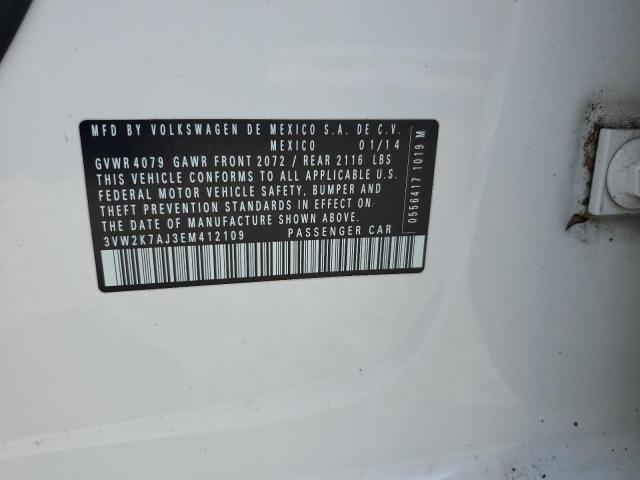 MFD BY VOLKSWAGEN DE MEXICO S.A. DE C.V.
MEXICO 01/14
GVWR 4079 GAWR FRONT 2072 / REAR 2116 LBS
THIS VEHICLE CONFORMS TO ALL APPLICABLE U.S.
FEDERAL MOTOR VEHICLE SAFETY, BUMPER AND
THEFT PREVENTION STANDARDS IN EFFECT ON
THE DATE OF MANUFACTURE SHOWN ABOVE.
3VW2K7AJ3EM412109 PASSENGER CAR
0556417 1019 M